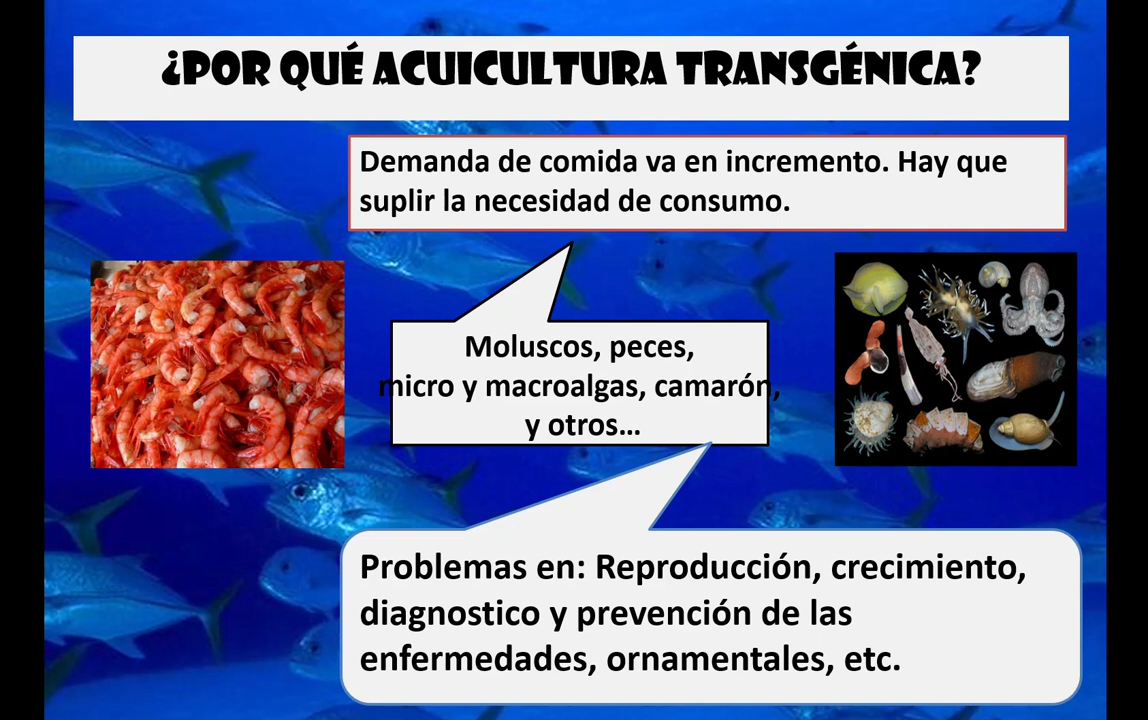 ¿POR QUÉ ACUICULTURA TRANSGÉNICA?
Demanda de comida va en incremento. Hay que
suplir la necesidad de consumo.
Moluscos, peces,
micro y macroalgas, camarón,
y otros…
Problemas en: Reproducción, crecimiento,
diagnostico y prevención de las
enfermedades, ornamentales, etc.